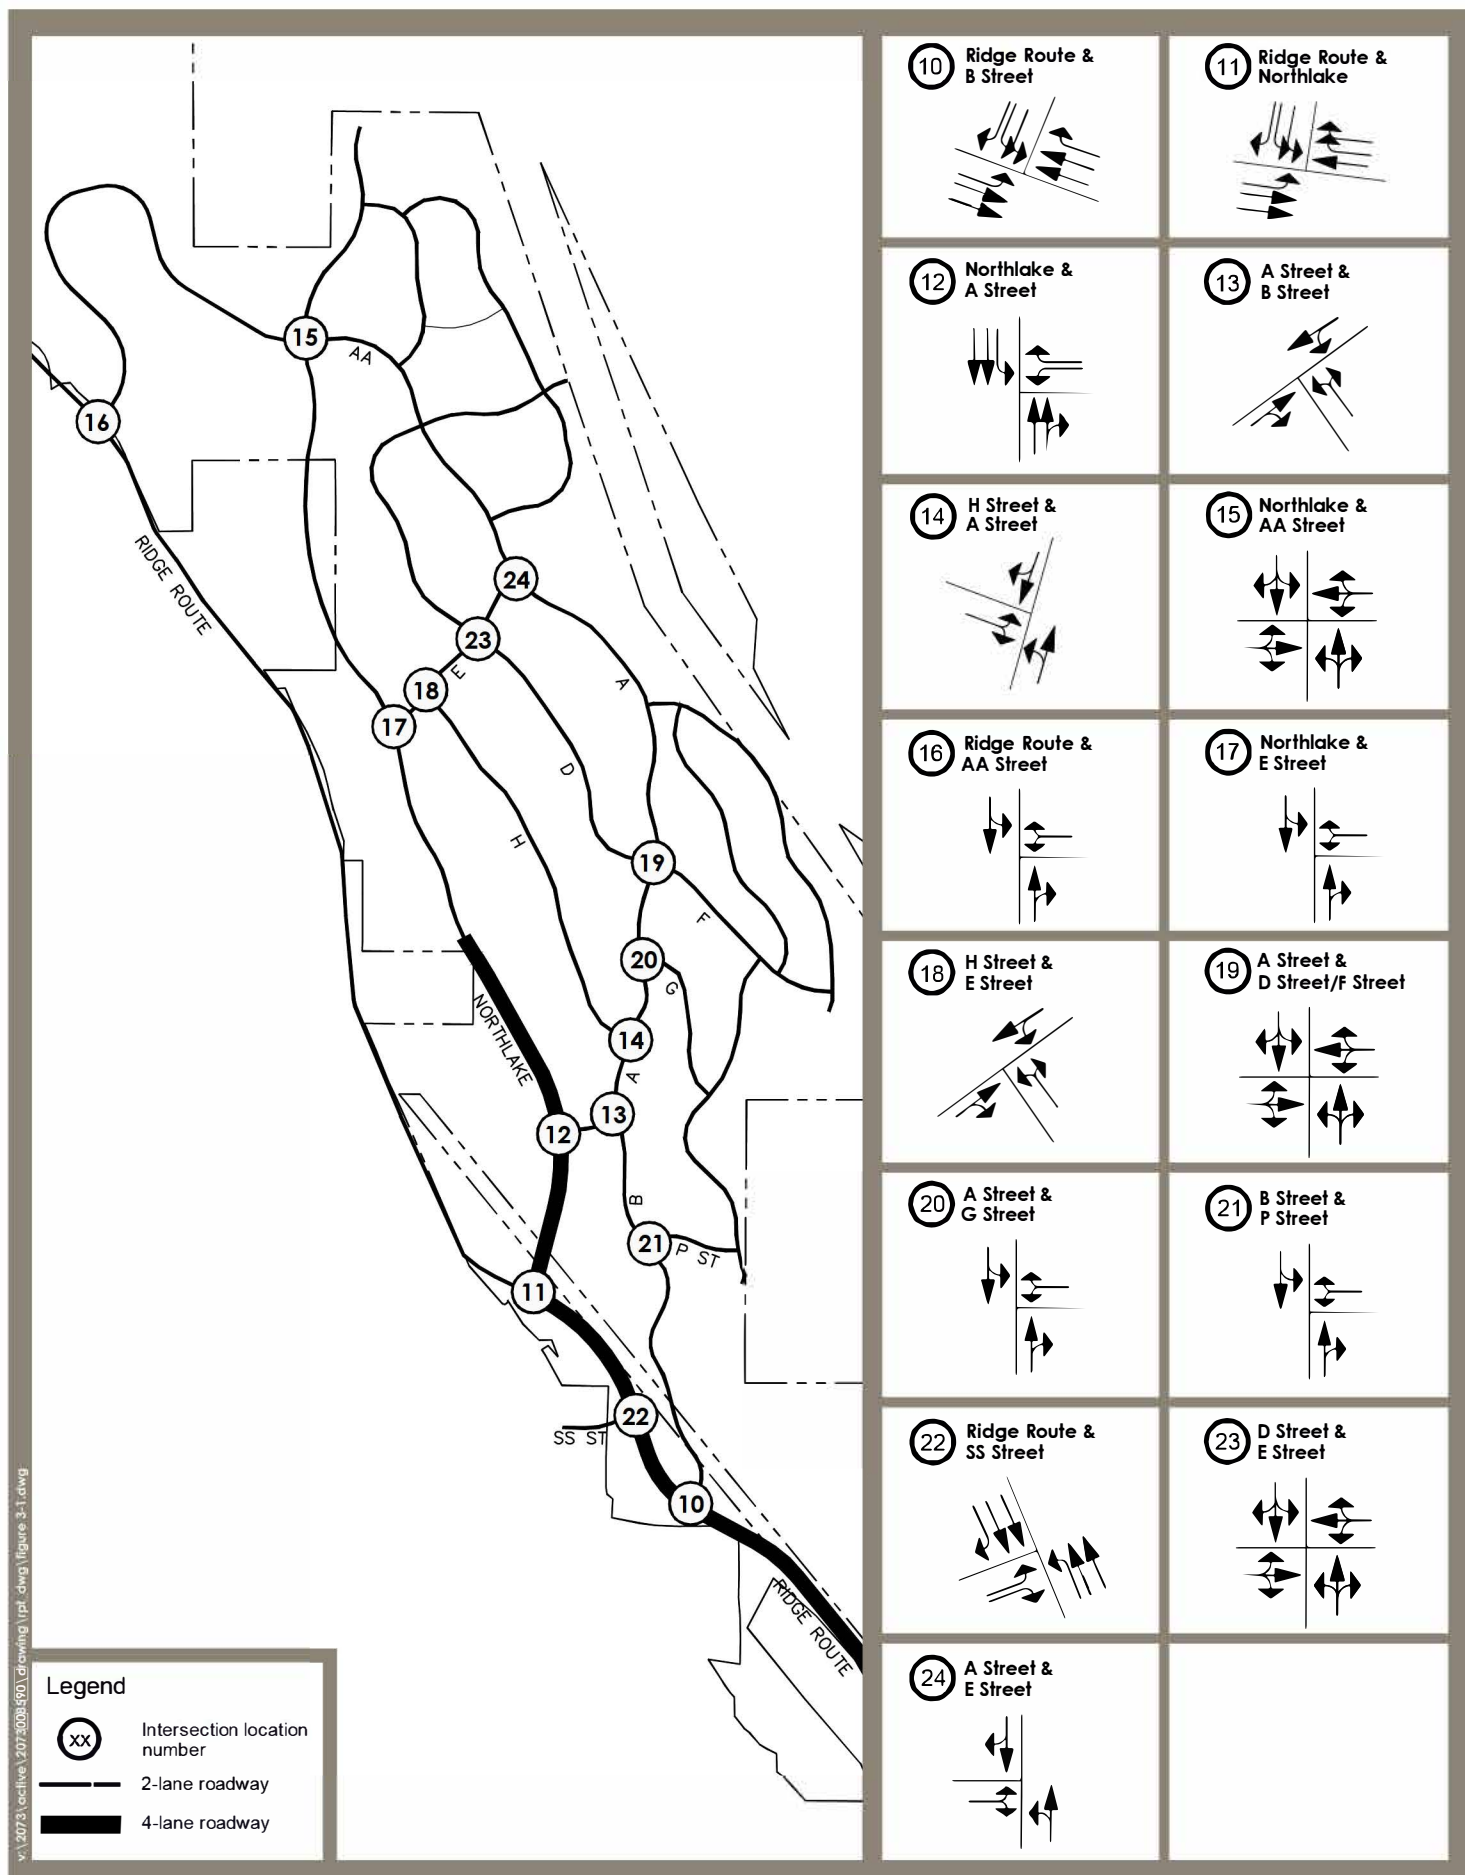 15
AA
16
RIDGE ROUTE
24
23
E
18
17
A
D
H
19
F
20
G
NORTHLAKE
14
A
13
12
B
21
P ST
11
22
SS ST
10
RIDGE ROUTE
10 Ridge Route &
B Street
11 Ridge Route &
Northlake
12 Northlake &
A Street
13 A Street &
B Street
14 H Street &
A Street
15 Northlake &
AA Street
16 Ridge Route &
AA Street
17 Northlake &
E Street
18 H Street &
E Street
19 A Street &
D Street/F Street
20 A Street &
G Street
21 B Street &
P Street
22 Ridge Route &
SS Street
23 D Street &
E Street
24 A Street &
E Street
Legend
XX Intersection location
number
2-lane roadway
4-lane roadway
v:\2073\active\2073008590\drawing\rpt_dwg\figure 3-1.dwg